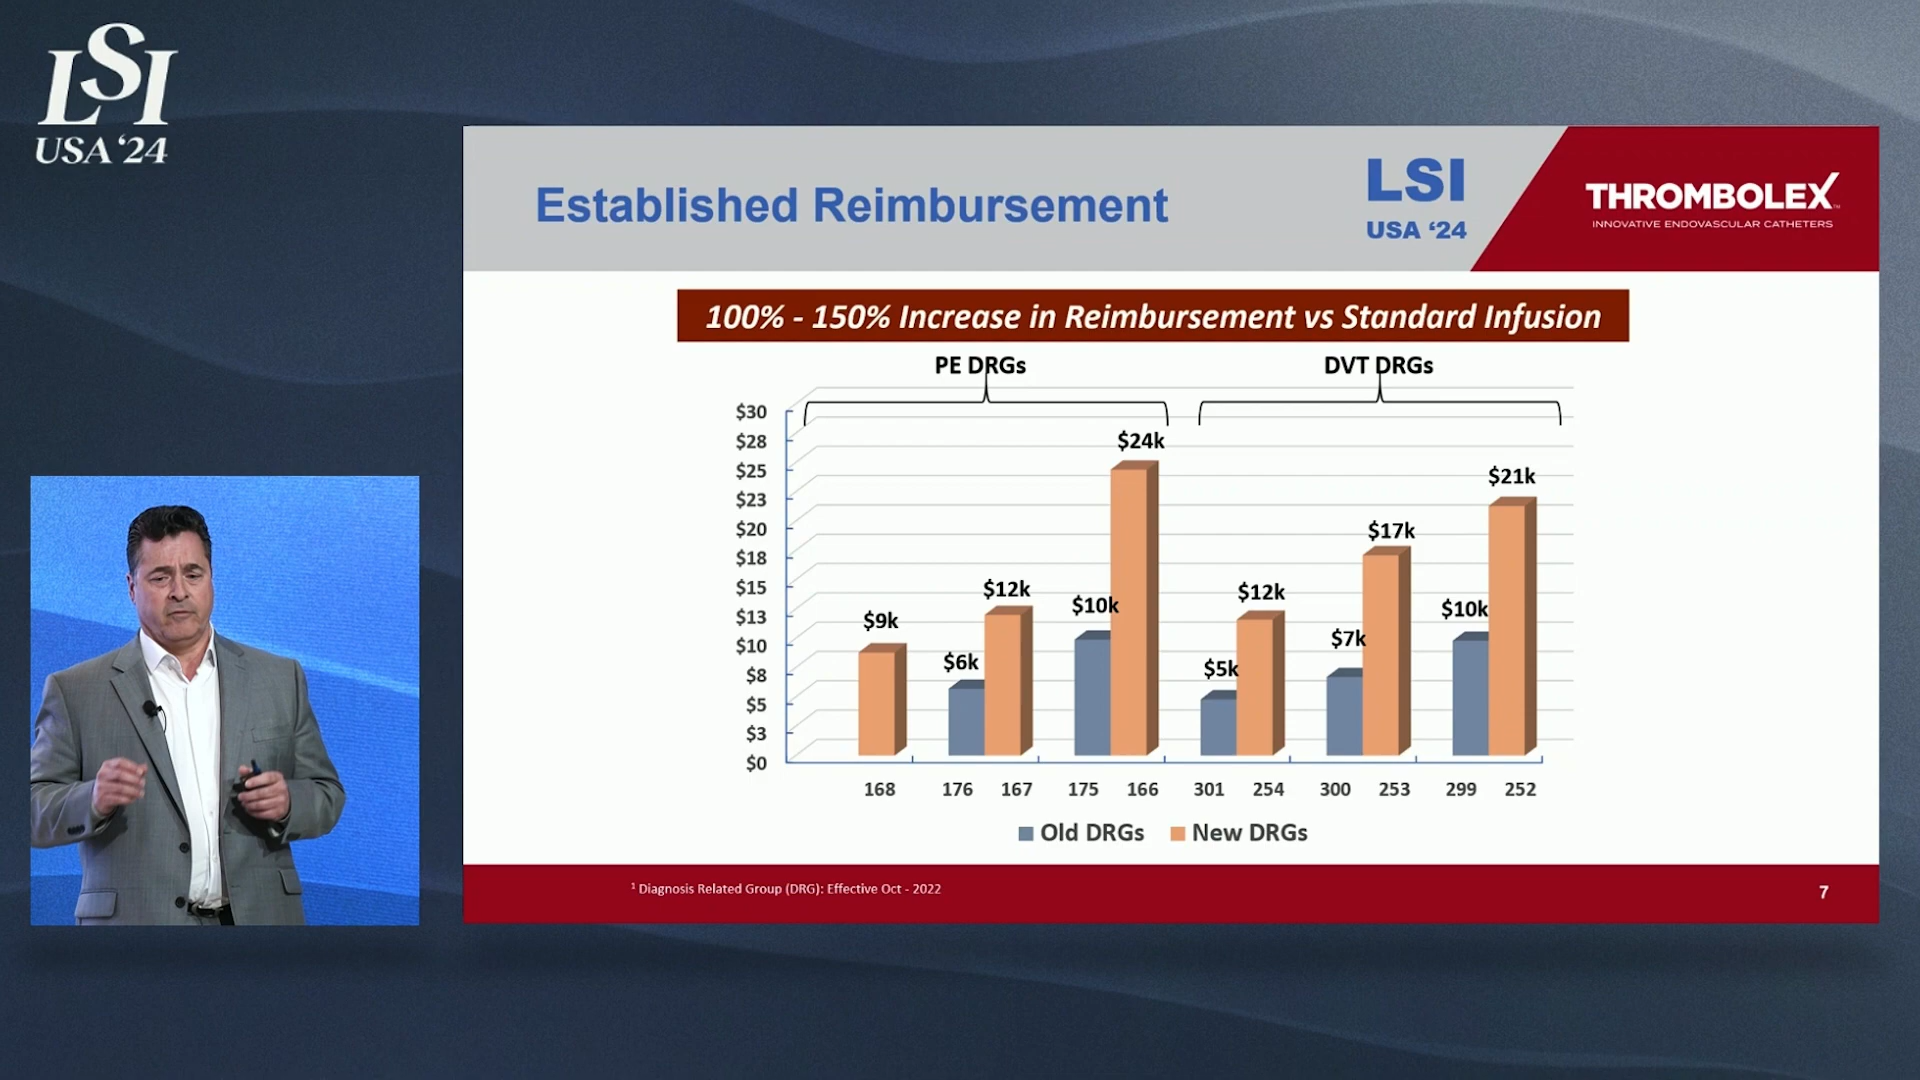 LSI
USA ‘24
Established Reimbursement
LSI
USA ‘24
THROMBOLEX™
INNOVATIVE ENDOVASCULAR CATHETERS
100% - 150% Increase in Reimbursement vs Standard Infusion
PE DRGs
DVT DRGs
$30
$28
$25
$23
$20
$18
$15
$13
$10
$8
$5
$3
$0
$9k
$6k
$12k
$10k
$24k
$5k
$12k
$7k
$17k
$10k
$21k
168 176 167 175 166 301 254 300 253 299 252
Old DRGs New DRGs
¹ Diagnosis Related Group (DRG): Effective Oct - 2022
7